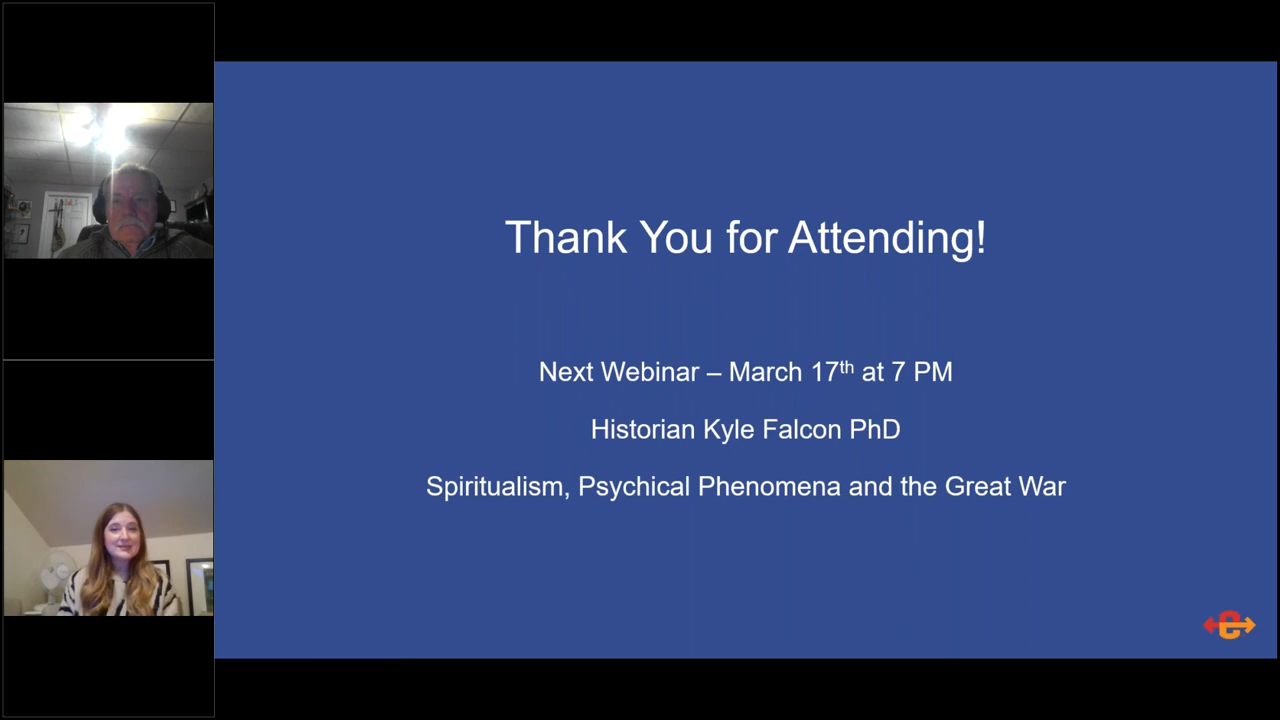 Thank You for Attending!
Next Webinar – March 17th at 7 PM
Historian Kyle Falcon PhD
Spiritualism, Psychical Phenomena and the Great War
e